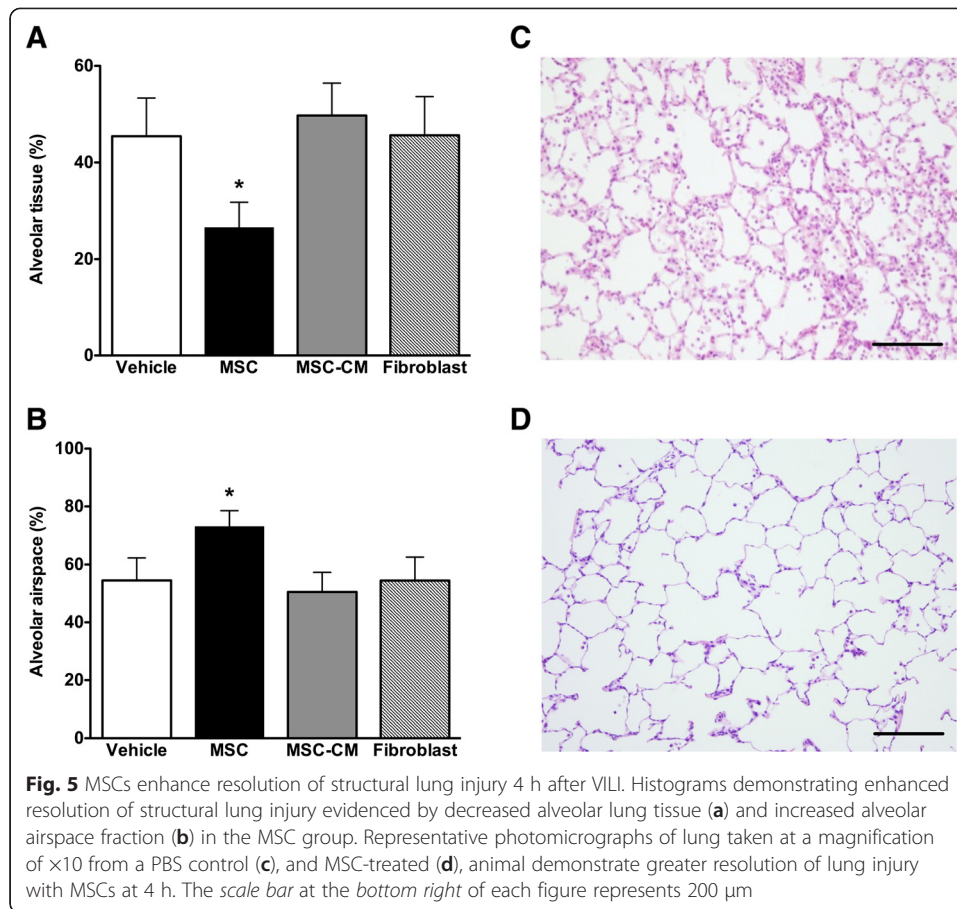 A
60
40
20
0
Alveolar tissue (%)
*
Vehicle MSC MSC-CM Fibroblast
B
100
80
60
40
20
0
Alveolar airspace (%)
*
Vehicle MSC MSC-CM Fibroblast
C
D
Fig. 5 MSCs enhance resolution of structural lung injury 4 h after VILI. Histograms demonstrating enhanced
resolution of structural lung injury evidenced by decreased alveolar lung tissue (a) and increased alveolar
airspace fraction (b) in the MSC group. Representative photomicrographs of lung taken at a magnification
of ×10 from a PBS control (c), and MSC-treated (d), animal demonstrate greater resolution of lung injury
with MSCs at 4 h. The scale bar at the bottom right of each figure represents 200 μm